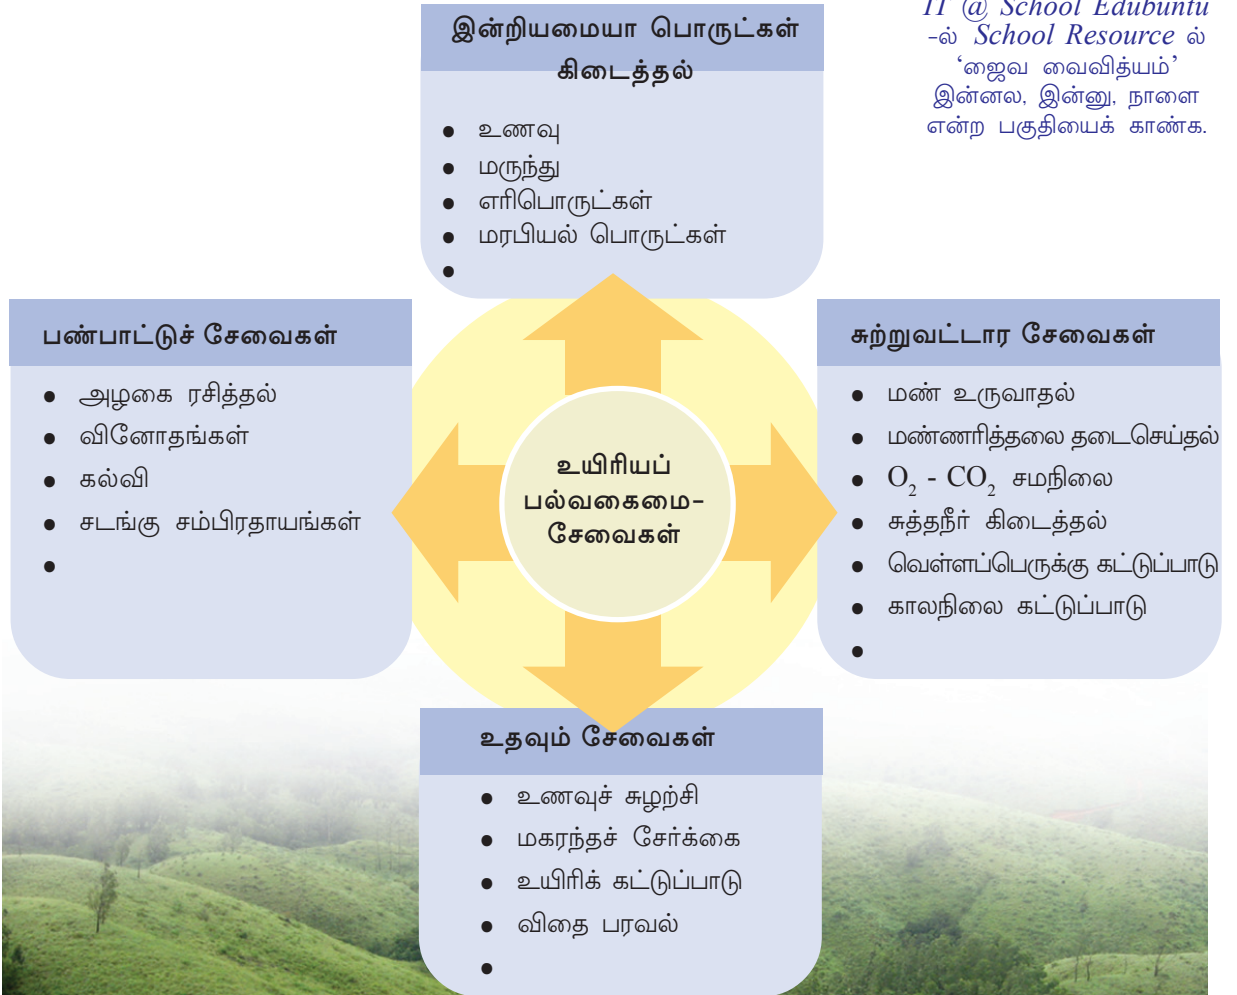 இன்றியமையா பொருட்கள்
கிடைத்தல்
• உணவு
• மருந்து
• எரிபொருட்கள்
• மரபியல் பொருட்கள்
•
IT @ School Edubuntu
-ல் School Resource ல்
‘ஜைவ வைவித்யம்’
இன்னல, இன்னு, நாளை
என்ற பகுதியைக் காண்க.
பண்பாட்டுச் சேவைகள்
• அழகை ரசித்தல்
• வினோதங்கள்
• கல்வி
• சடங்கு சம்பிரதாயங்கள்
•
உயிரியப்
பல்வகைமை-
சேவைகள்
சுற்றுவட்டார சேவைகள்
• மண் உருவாதல்
• மண்ணரித்தலை தடைசெய்தல்
• O₂ - CO₂ சமநிலை
• சுத்தநீர் கிடைத்தல்
• வெள்ளப்பெருக்கு கட்டுப்பாடு
• காலநிலை கட்டுப்பாடு
•
உதவும் சேவைகள்
• உணவுச் சுழற்சி
• மகரந்தச் சேர்க்கை
• உயிரிக் கட்டுப்பாடு
• விதை பரவல்
•